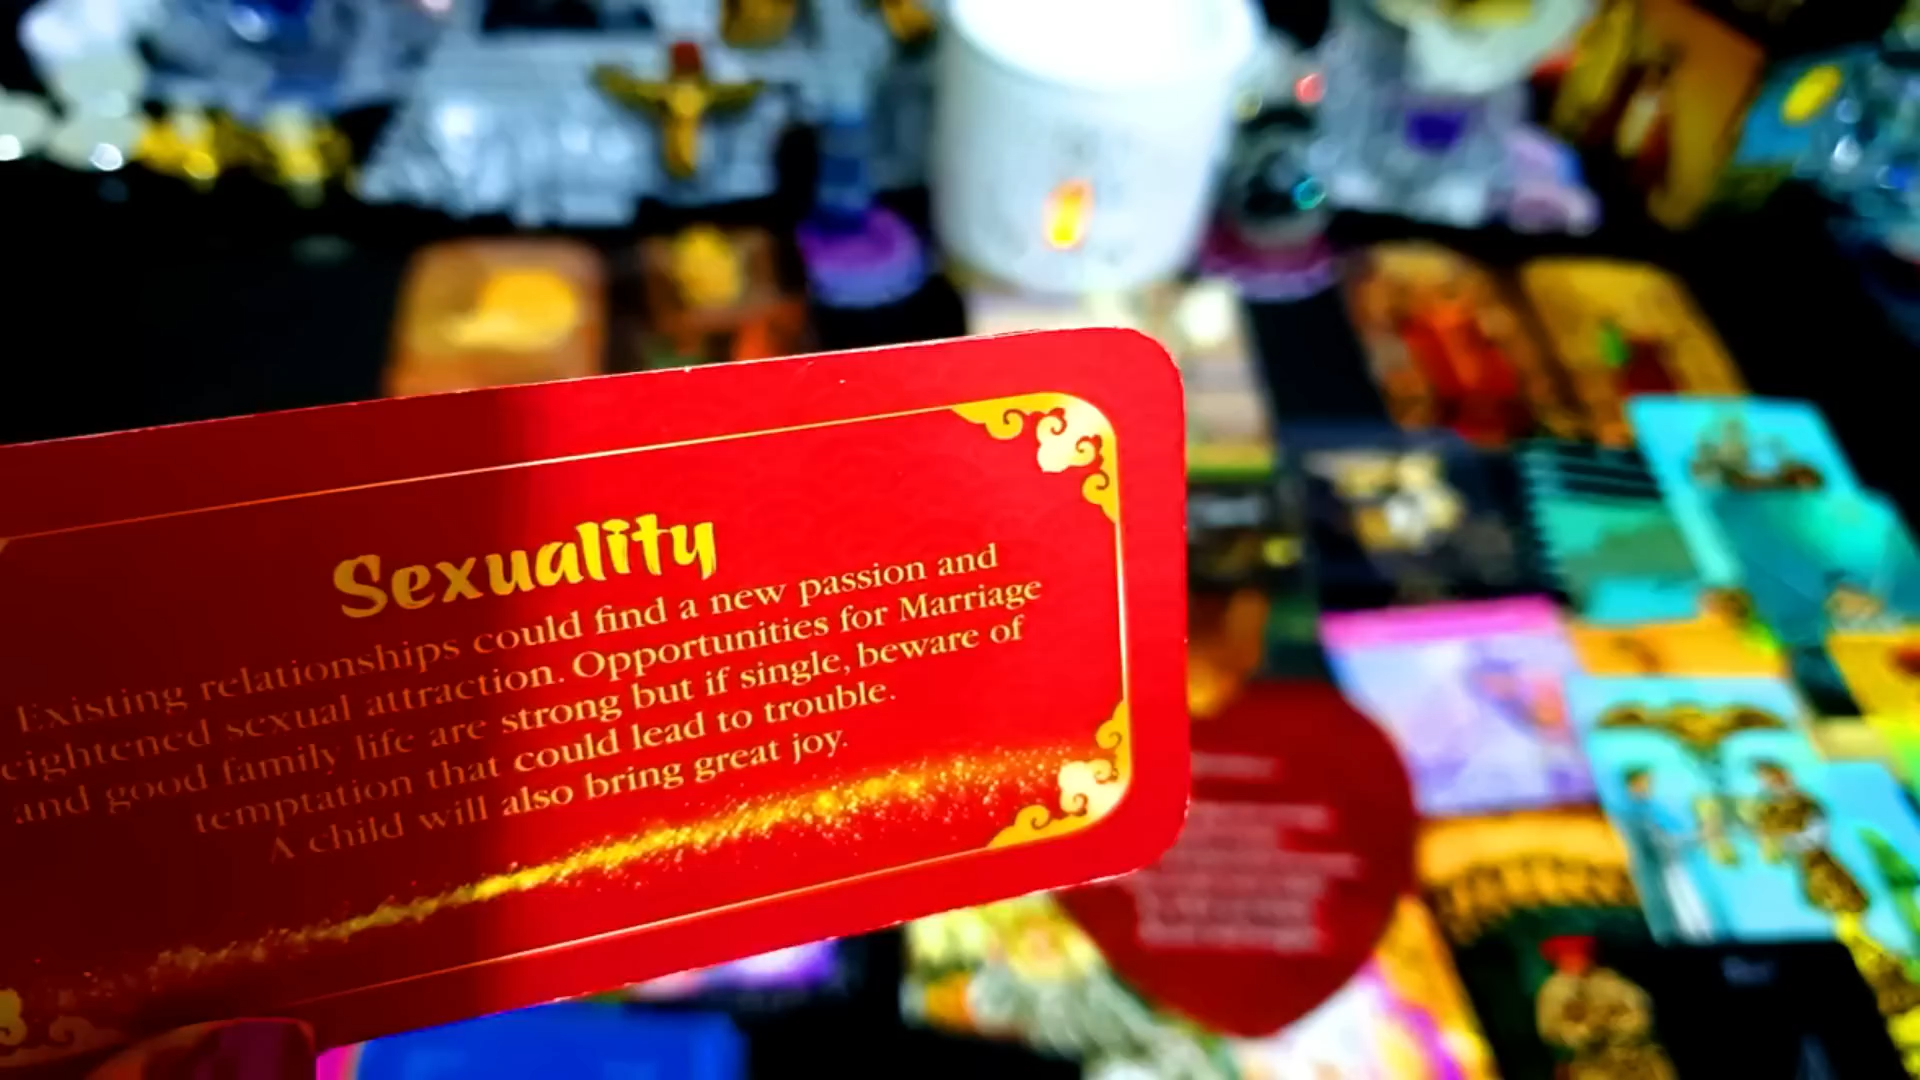 Sexuality
Existing relationships could find a new passion and
eightened sexual attraction. Opportunities for Marriage
and good family life are strong but if single, beware of
temptation that could lead to trouble.
A child will also bring great joy.